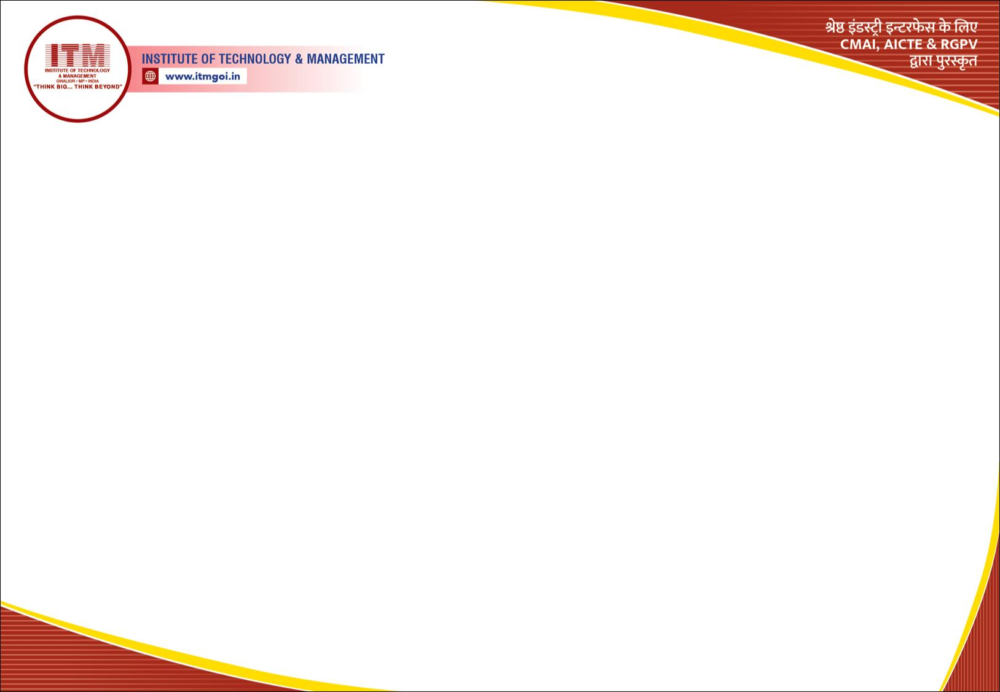 ITM
INSTITUTE OF TECHNOLOGY
& MANAGEMENT
GWALIOR • MP • INDIA
"THINK BIG... THINK BEYOND"
INSTITUTE OF TECHNOLOGY & MANAGEMENT
www.itmgoi.in
श्रेष्ठ इंडस्ट्री इन्टरफेस के लिए
CMAI, AICTE & RGPV
द्वारा पुरस्कृत